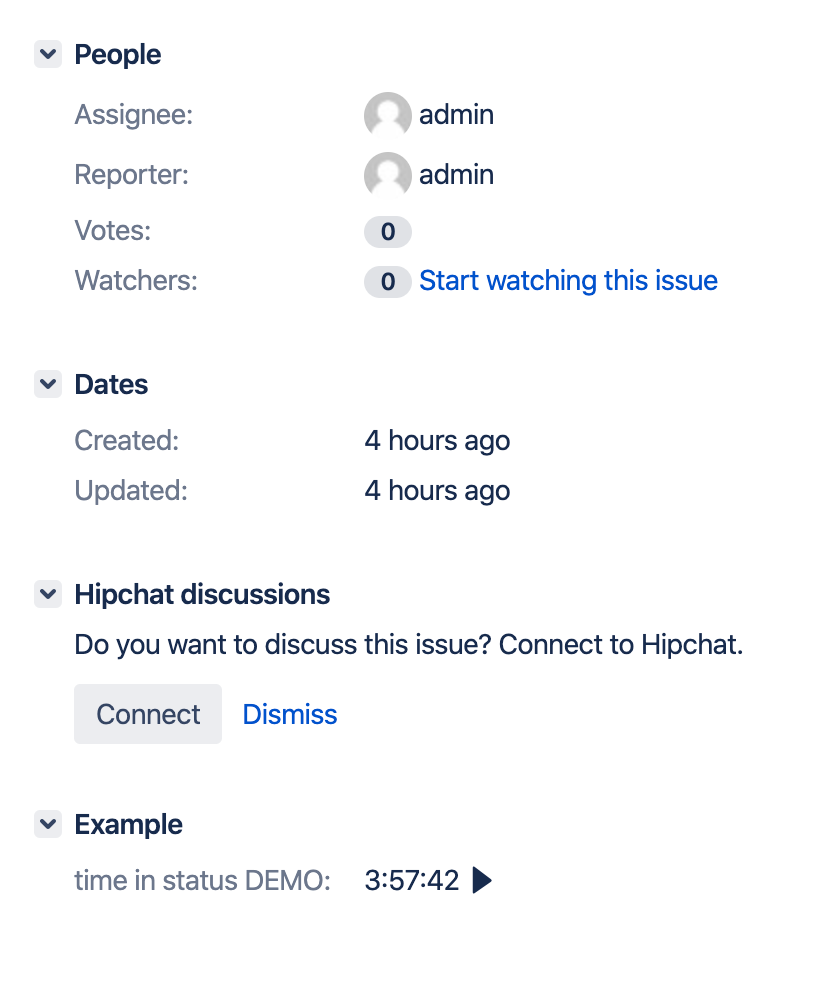 People
Assignee: admin
Reporter: admin
Votes: 0
Watchers: 0 Start watching this issue
Dates
Created: 4 hours ago
Updated: 4 hours ago
Hipchat discussions
Do you want to discuss this issue? Connect to Hipchat.
Connect Dismiss
Example
time in status DEMO: 3:57:42